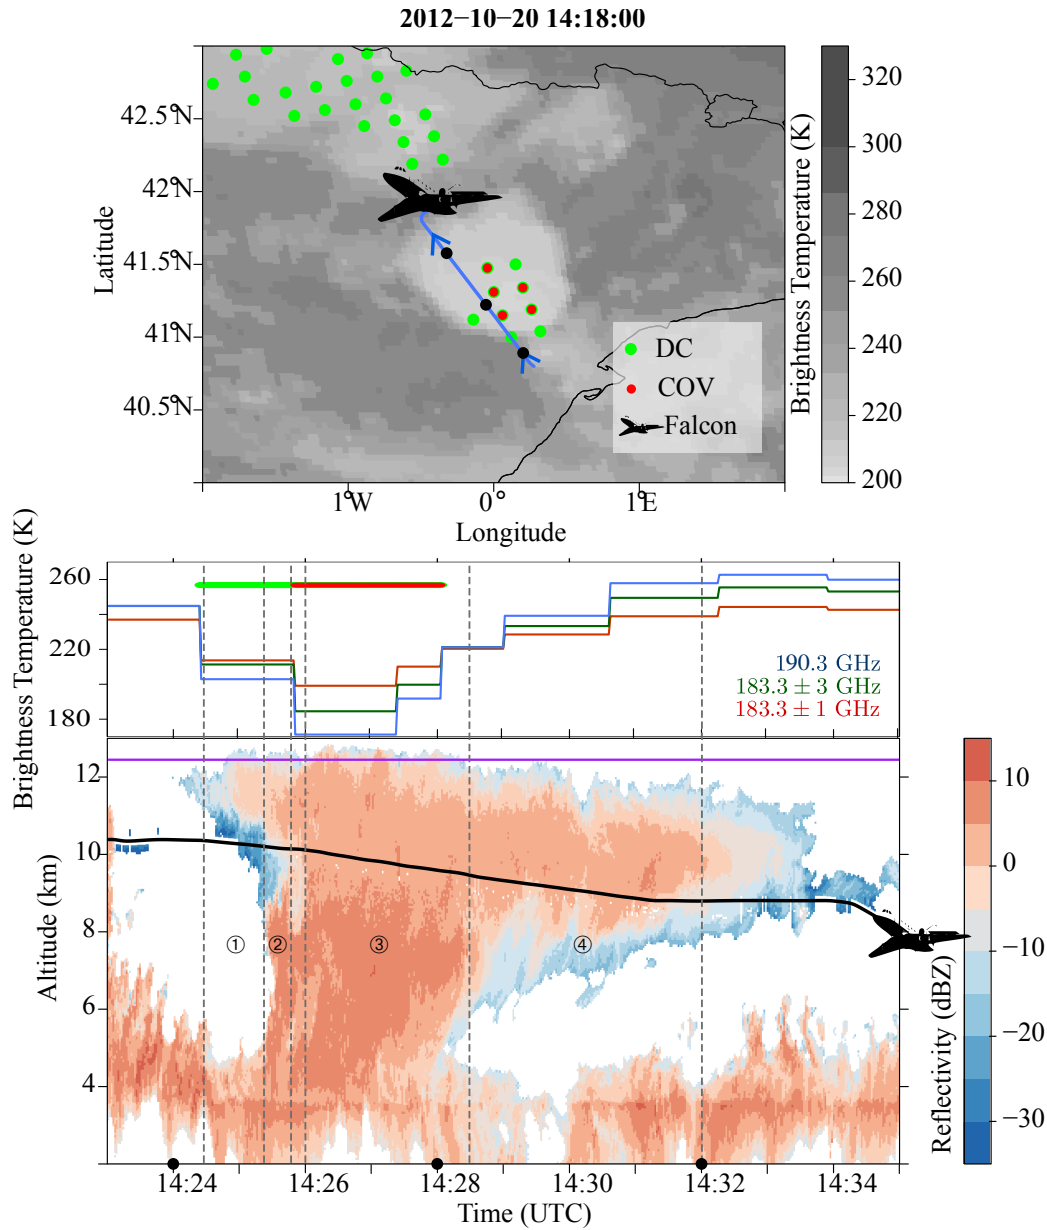 2012−10−20 14:18:00
42.5°N
42°N
41.5°N
41°N
40.5°N
Latitude
1°W
0°
1°E
Longitude
DC
COV
Falcon
320
300
280
260
240
220
200
Brightness Temperature (K)
260
220
180
Brightness Temperature (K)
190.3 GHz
183.3 ± 3 GHz
183.3 ± 1 GHz
12
10
8
6
4
Altitude (km)
① ② ③ ④
14:24 14:26 14:28 14:30 14:32 14:34
Time (UTC)
10
0
−10
−20
−30
Reflectivity (dBZ)